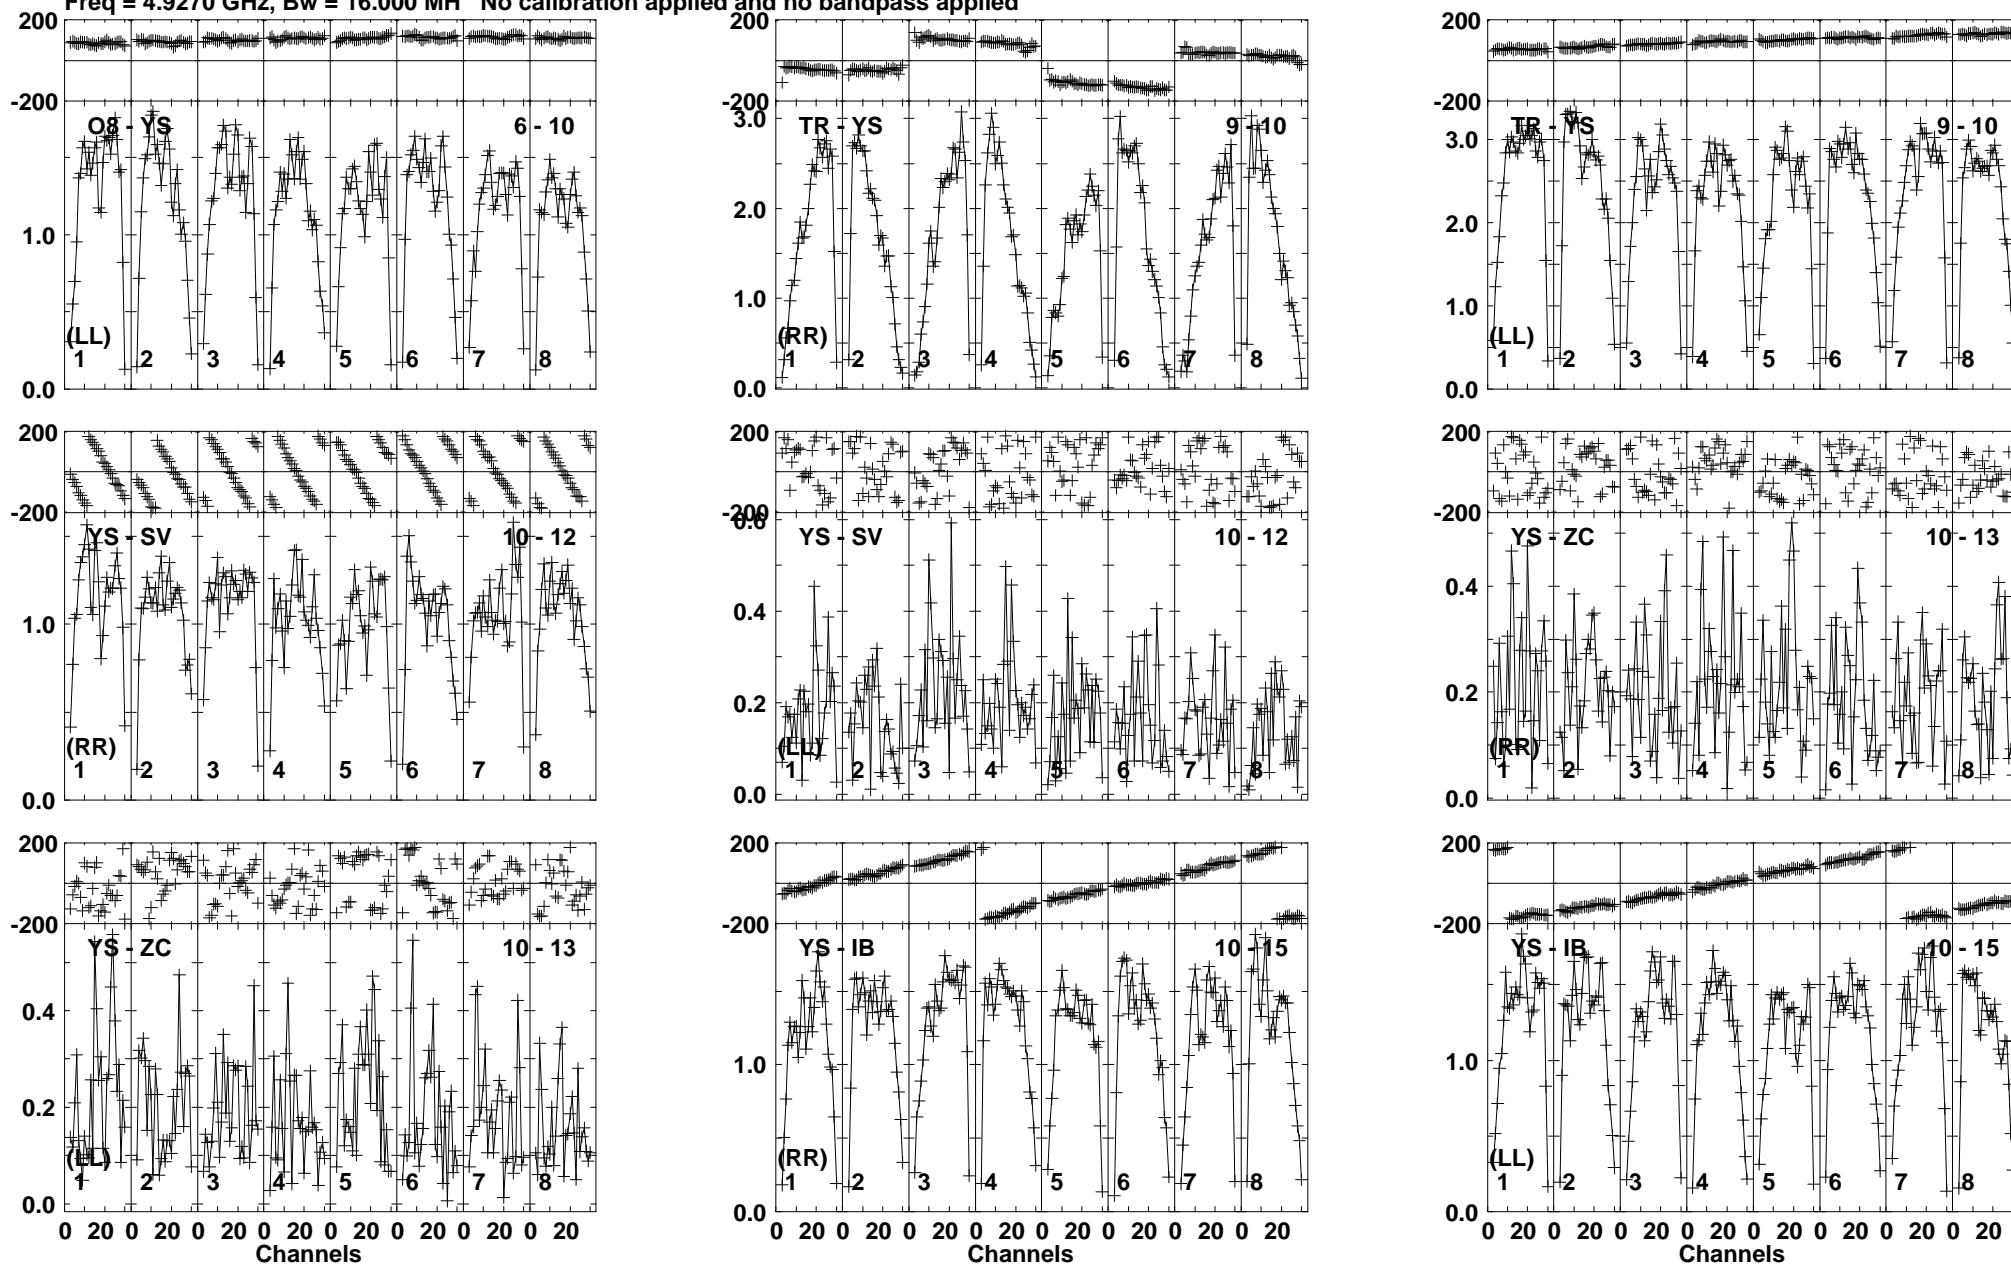 Freq = 4.9270 GHz, Bw = 16.000 MH No calibration applied and no bandpass applied
200 200 200
-200 -200 -200
O8 - YS 6 - 10 TR - YS 9 - 10 TR - YS 9 - 10
3.0 3.0
2.0 2.0
1.0 1.0 1.0
(LL) (RR) (LL)
1 2 3 4 5 6 7 8 1 2 3 4 5 6 7 8 1 2 3 4 5 6 7 8
0.0 0.0 0.0
200 200 200
-200 -200 -200
0.6
YS - SV 10 - 12 YS - SV 10 - 12 YS - ZC 10 - 13
1.0 0.4 0.4
0.2 0.2
(RR) (LL) (RR)
1 2 3 4 5 6 7 8 1 2 3 4 5 6 7 8 1 2 3 4 5 6 7 8
0.0 0.0 0.0
200 200 200
-200 -200 -200
YS - ZC 10 - 13 YS - IB 10 - 15 YS - IB 10 - 15
0.4 1.0 1.0
0.2
(LL) (RR) (LL)
1 2 3 4 5 6 7 8 1 2 3 4 5 6 7 8 1 2 3 4 5 6 7 8
0.0 0.0 0.0
0 20 0 20 0 20 0 20 0 20 0 20 0 20 0 20 0 20 0 20 0 20 0 20 0 20 0 20 0 20 0 20 0 20 0 20 0 20 0 20 0 20 0 20 0 20 0 20
Channels Channels Channels